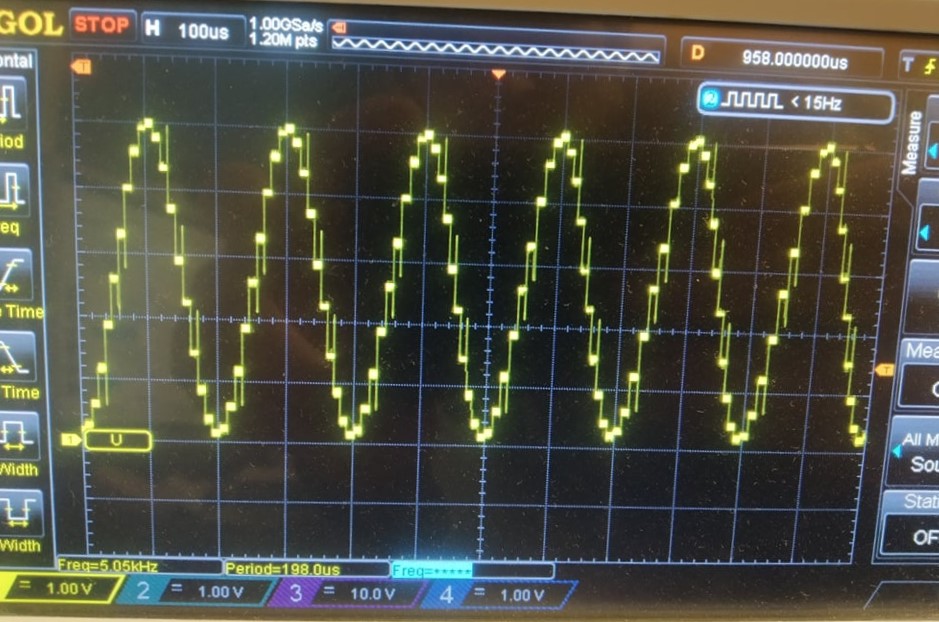 GOL STOP H 100us 1.00GSa/s D 958.000000us T
1.20M pts
ontal
< 15Hz
Measure
iod
eq
Time
Time
Mea
All M
Sou
Width
Stat
OF
Width
Freq=5.05kHz Period=198.0us Freq=*****
= 1.00 V 2 = 1.00 V 3 = 10.0 V 4 = 1.00 V